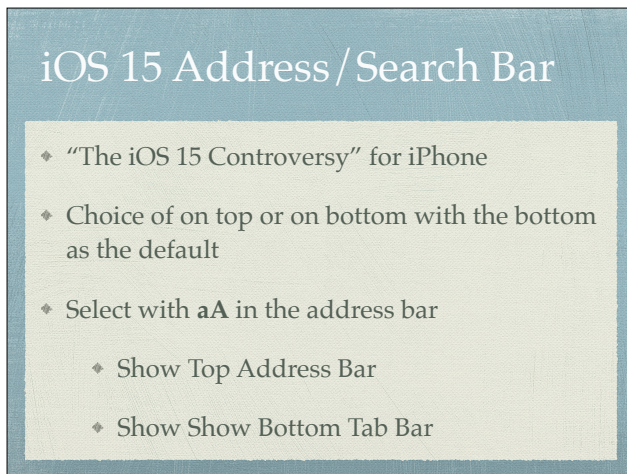 iOS 15 Address/Search Bar
“The iOS 15 Controversy” for iPhone
Choice of on top or on bottom with the bottom
as the default
Select with aA in the address bar
Show Top Address Bar
Show Show Bottom Tab Bar